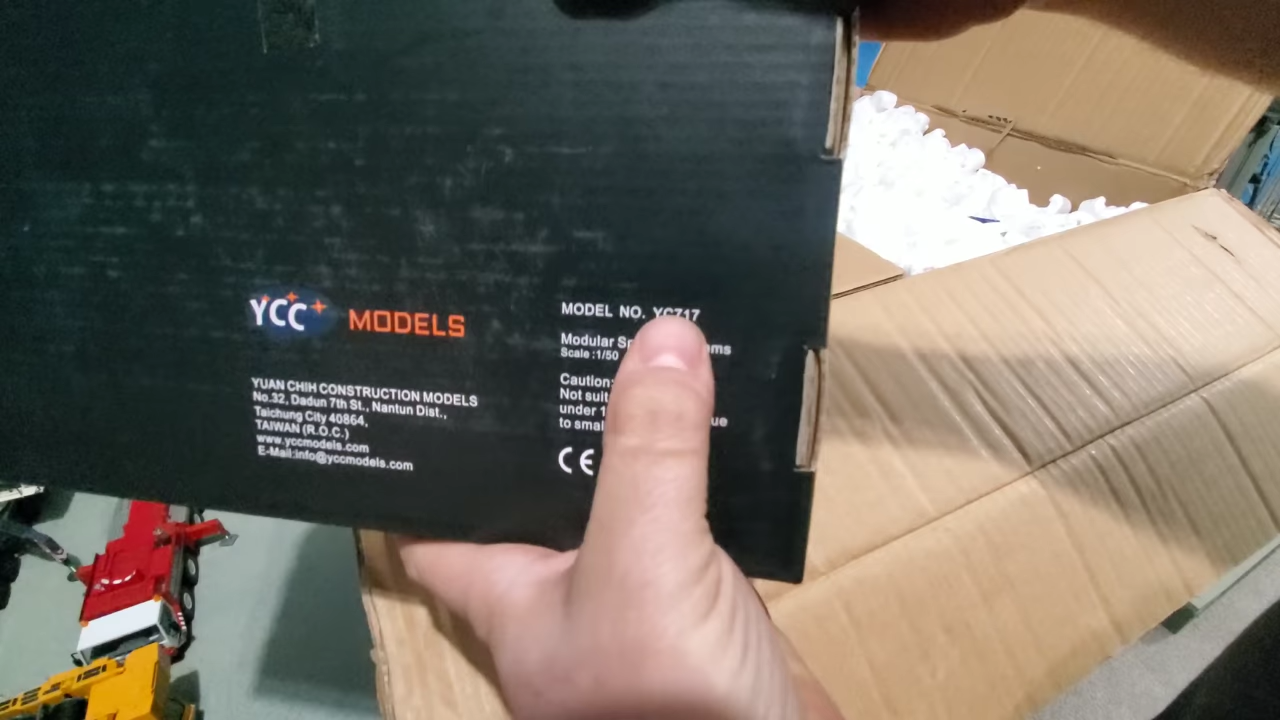 YCC MODELS
YUAN CHIH CONSTRUCTION MODELS
No.32, Dadun 7th St., Nantun Dist.,
Taichung City 40864,
TAIWAN (R.O.C.)
www.yccmodels.com
E-Mail:info@yccmodels.com
MODEL NO. YC717
Modular
Scale :1/50
Caution:
Not
under
to
CE